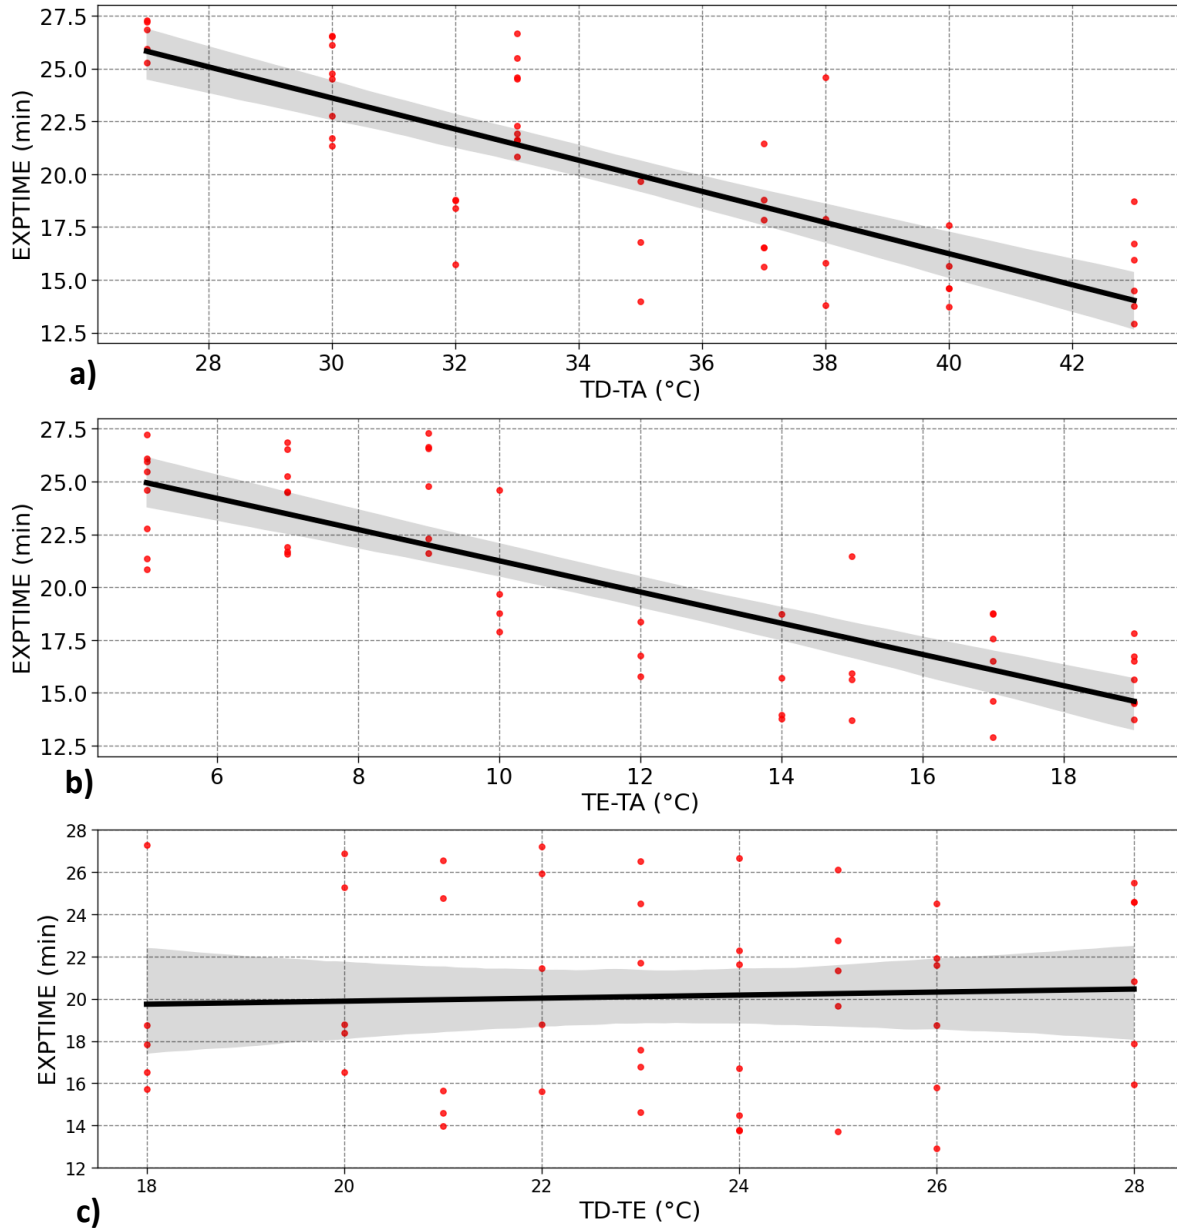 27.5
25.0
22.5
20.0
17.5
15.0
12.5
EXPTIME (min)
28 30 32 34 36 38 40 42
a)
TD-TA (°C)
27.5
25.0
22.5
20.0
17.5
15.0
12.5
EXPTIME (min)
6 8 10 12 14 16 18
b)
TE-TA (°C)
28
26
24
22
20
18
16
14
12
EXPTIME (min)
18 20 22 24 26 28
c)
TD-TE (°C)